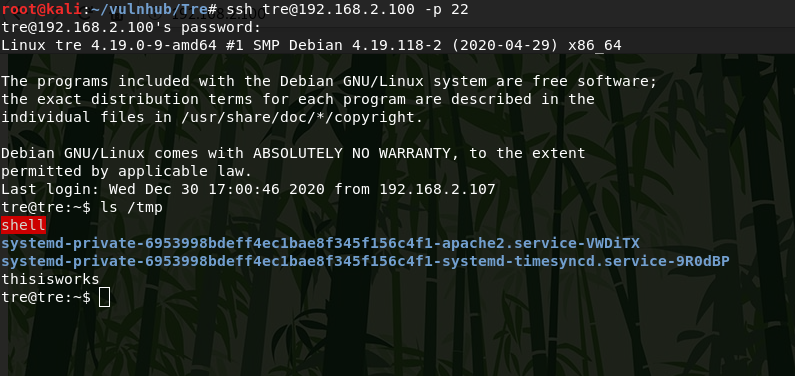 root@kali:~/vulnhub/Tre# ssh tre@192.168.2.100 -p 22
tre@192.168.2.100's password:
Linux tre 4.19.0-9-amd64 #1 SMP Debian 4.19.118-2 (2020-04-29) x86_64
The programs included with the Debian GNU/Linux system are free software;
the exact distribution terms for each program are described in the
individual files in /usr/share/doc/*/copyright.
Debian GNU/Linux comes with ABSOLUTELY NO WARRANTY, to the extent
permitted by applicable law.
Last login: Wed Dec 30 17:00:46 2020 from 192.168.2.107
tre@tre:~$ ls /tmp
shell
systemd-private-6953998bdeff4ec1bae8f345f156c4f1-apache2.service-VWDiTX
systemd-private-6953998bdeff4ec1bae8f345f156c4f1-systemd-timesyncd.service-9R0dBP
thisisworks
tre@tre:~$